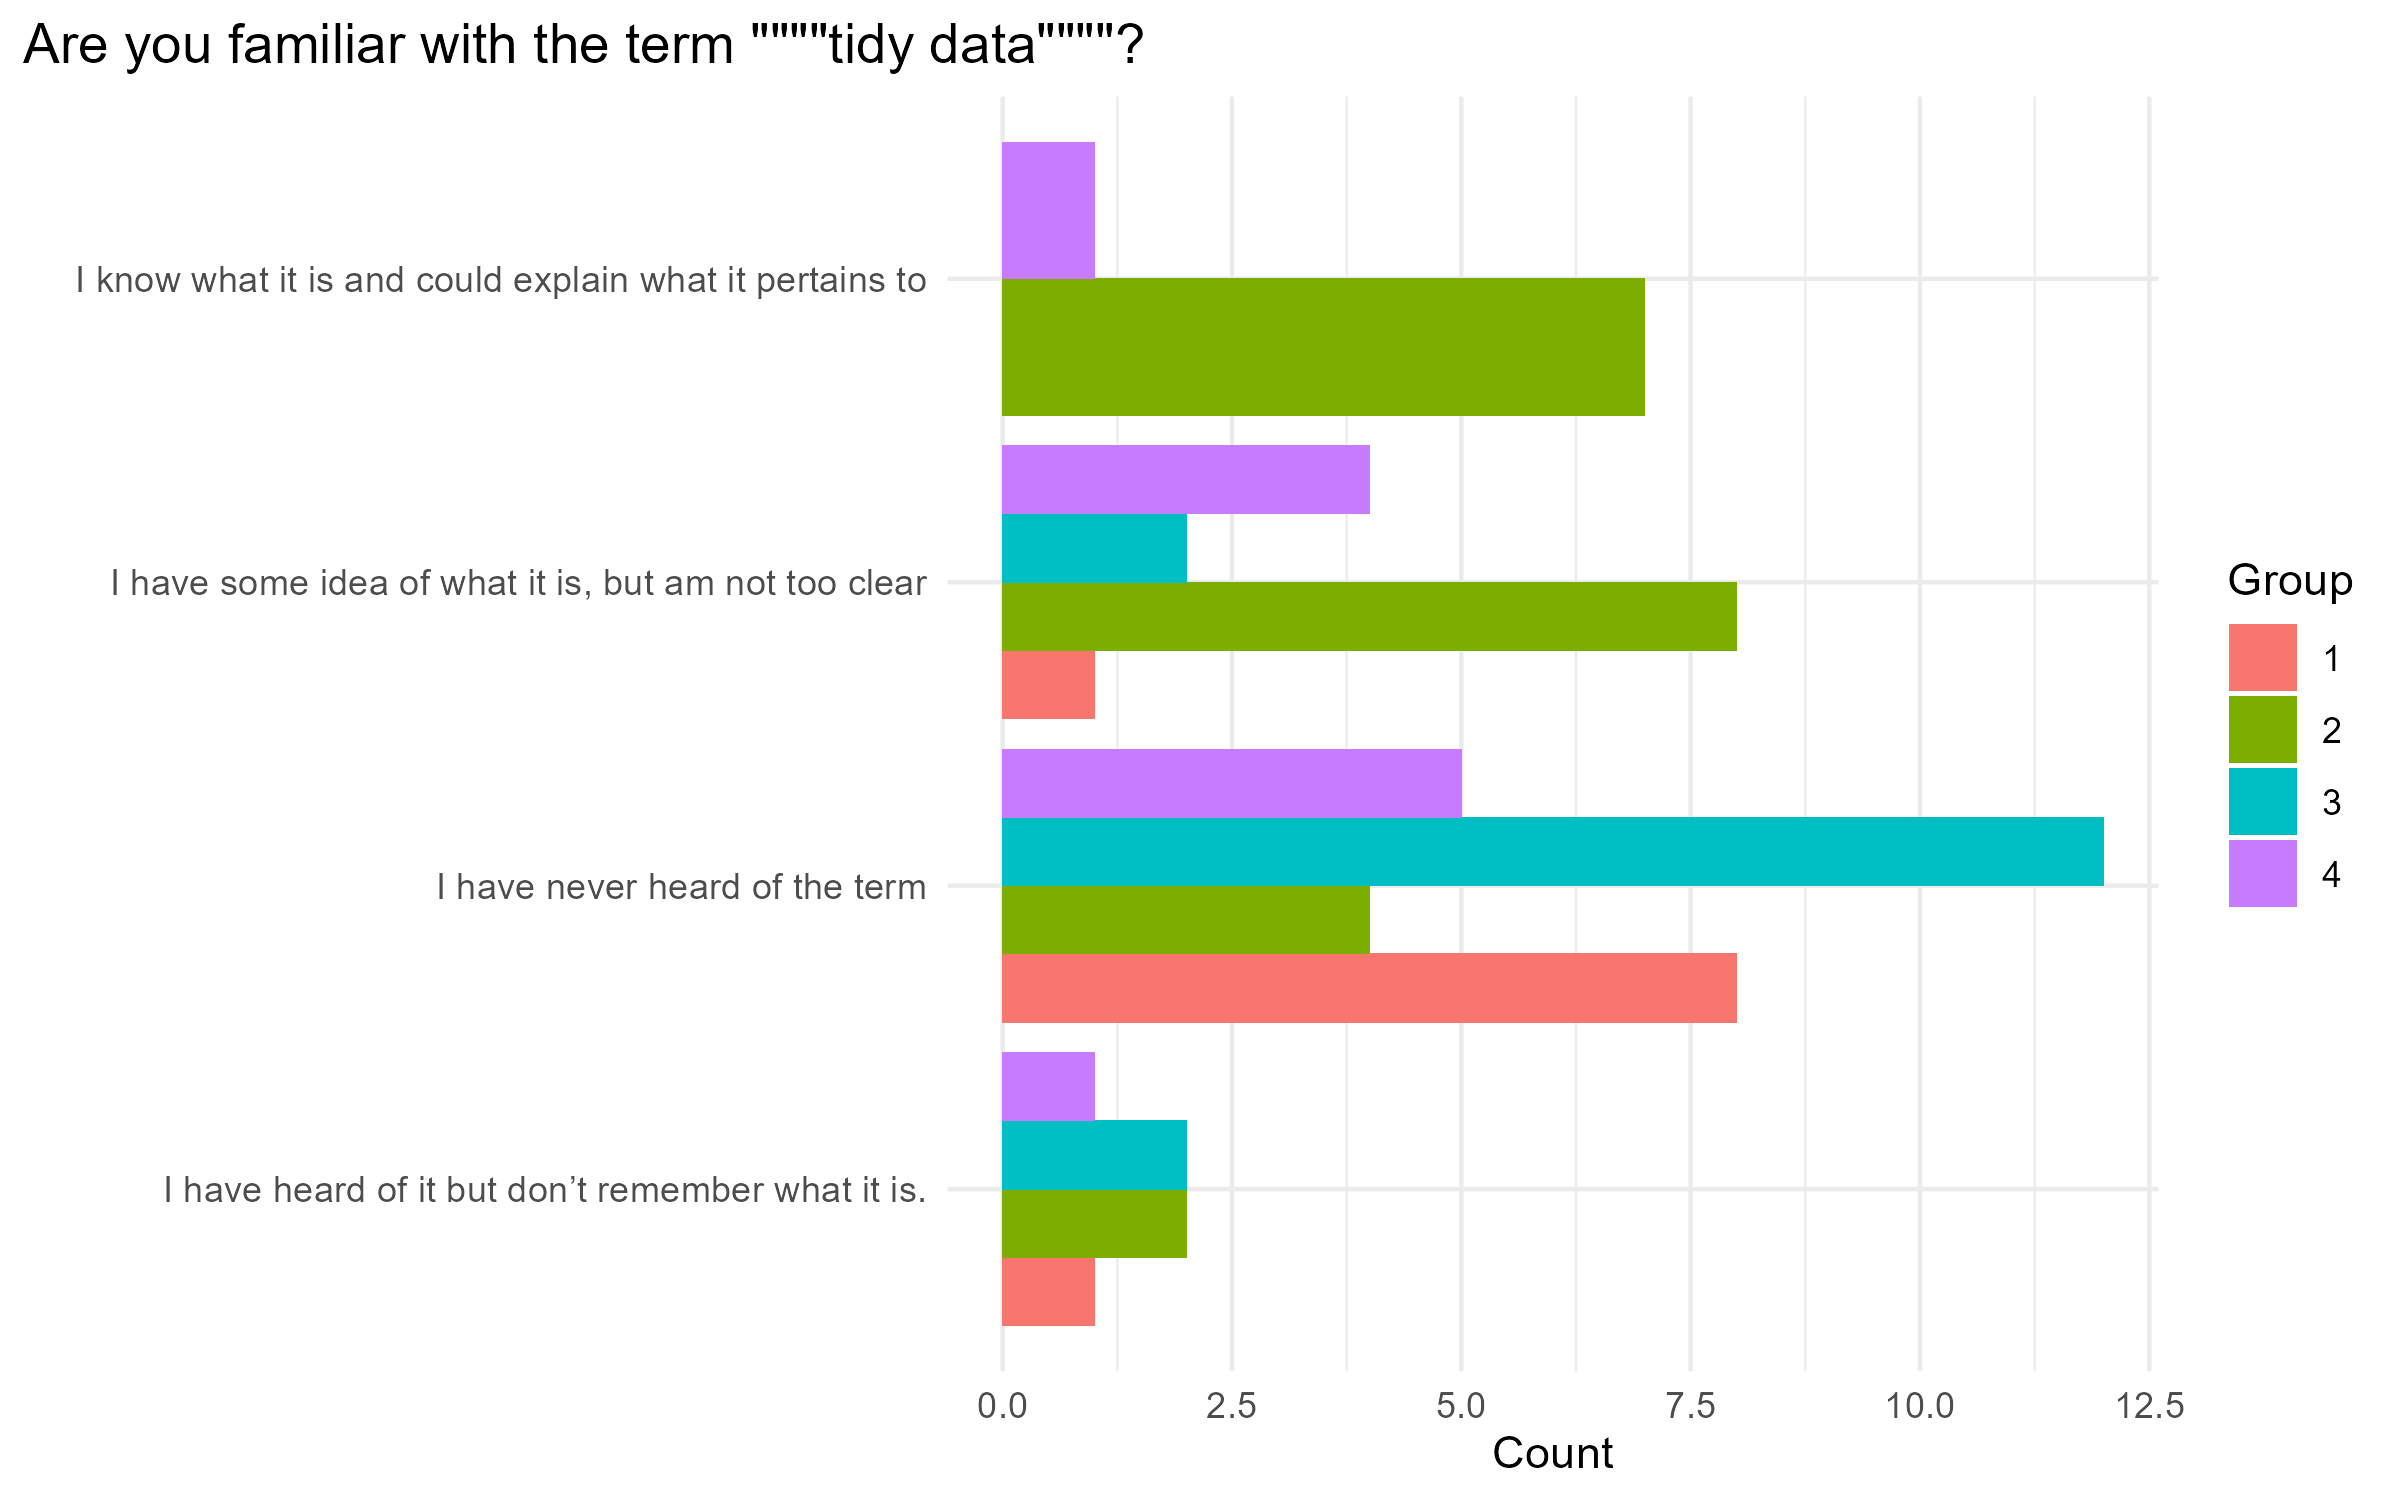 Are you familiar with the term """"tidy data""""?
I know what it is and could explain what it pertains to
I have some idea of what it is, but am not too clear
I have never heard of the term
I have heard of it but don’t remember what it is.
0.0 2.5 5.0 7.5 10.0 12.5
Count
Group
1
2
3
4